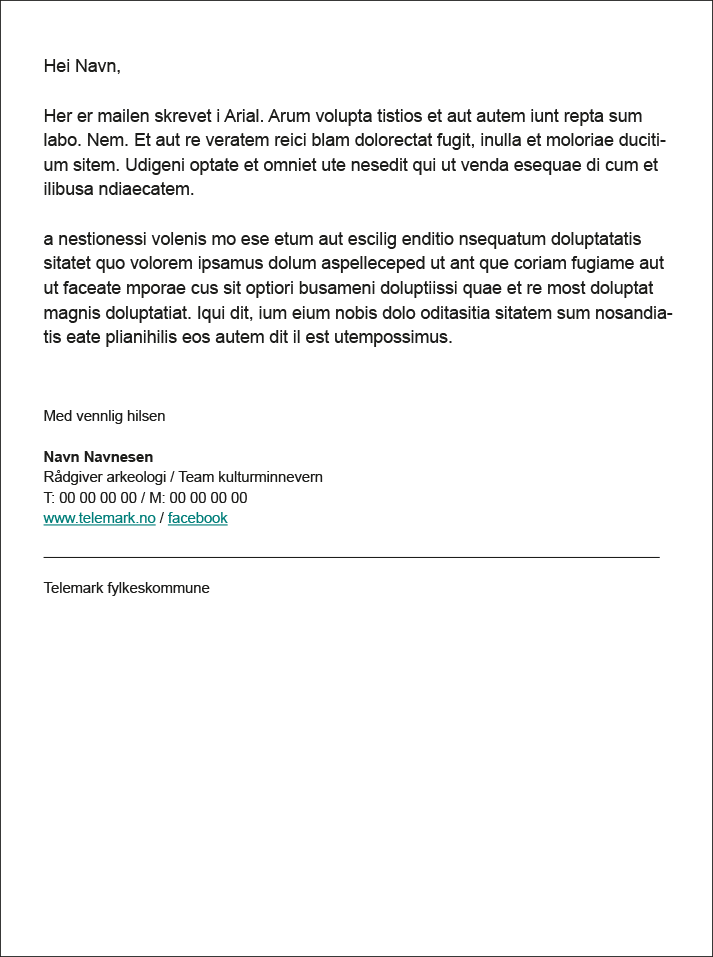 Hei Navn,
Her er mailen skrevet i Arial. Arum volupta tistios et aut autem iunt repta sum
labo. Nem. Et aut re veratem reici blam dolorectat fugit, inulla et moloriae duciti-
um sitem. Udigeni optate et omniet ute nesedit qui ut venda esequae di cum et
ilibusa ndiaecatem.
a nestionessi volenis mo ese etum aut escilig enditio nsequatum doluptatatis
sitatet quo volorem ipsamus dolum aspelleceped ut ant que coriam fugiame aut
ut faceate mporae cus sit optiori busameni doluptiissi quae et re most doluptat
magnis doluptatiat. Iqui dit, ium eium nobis dolo oditasitia sitatem sum nosandia-
tis eate plianihilis eos autem dit il est utempossimus.
Med vennlig hilsen
Navn Navnesen
Rådgiver arkeologi / Team kulturminnevern
T: 00 00 00 00 / M: 00 00 00 00
www.telemark.no / facebook
Telemark fylkeskommune